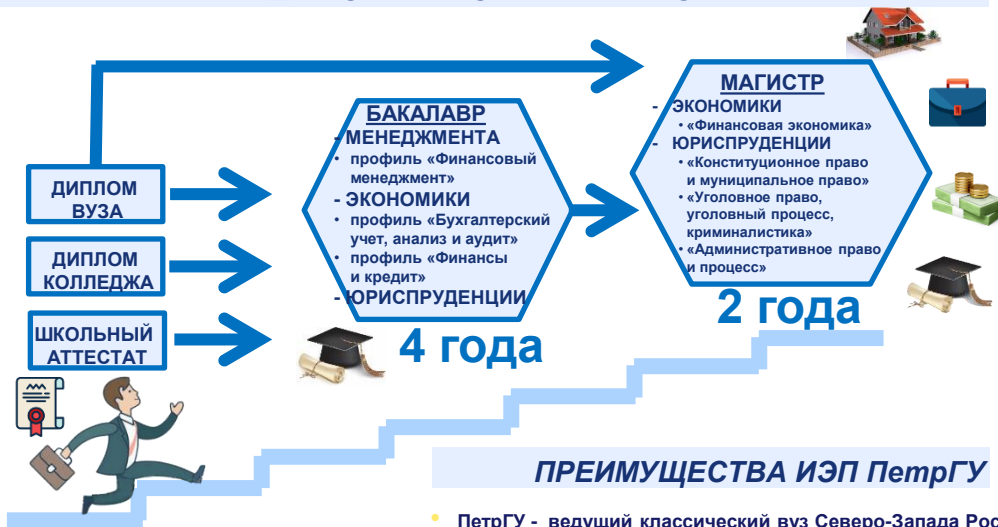 ДИПЛОМ
ВУЗА
ДИПЛОМ
КОЛЛЕДЖА
ШКОЛЬНЫЙ
АТТЕСТАТ
БАКАЛАВР
- МЕНЕДЖМЕНТА
• профиль «Финансовый
менеджмент»
- ЭКОНОМИКИ
• профиль «Бухгалтерский
учет, анализ и аудит»
• профиль «Финансы
и кредит»
- ЮРИСПРУДЕНЦИИ
4 года
МАГИСТР
- ЭКОНОМИКИ
• «Финансовая экономика»
- ЮРИСПРУДЕНЦИИ
• «Конституционное право
и муниципальное право»
• «Уголовное право,
уголовный процесс,
криминалистика»
• «Административное право
и процесс»
2 года
ПРЕИМУЩЕСТВА ИЭП ПетрГУ
• ПетрГУ - ведущий классический вуз Северо-Запада